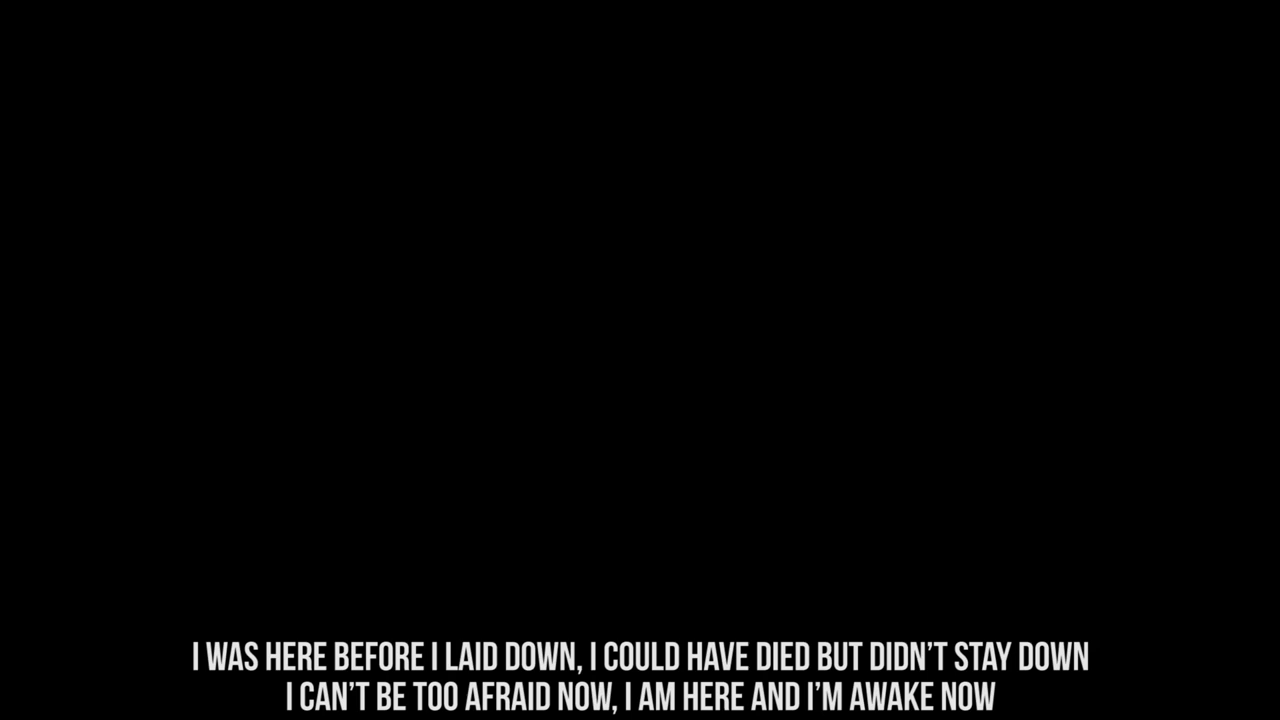 I WAS HERE BEFORE I LAID DOWN, I COULD HAVE DIED BUT DIDN’T STAY DOWN
I CAN’T BE TOO AFRAID NOW, I AM HERE AND I’M AWAKE NOW